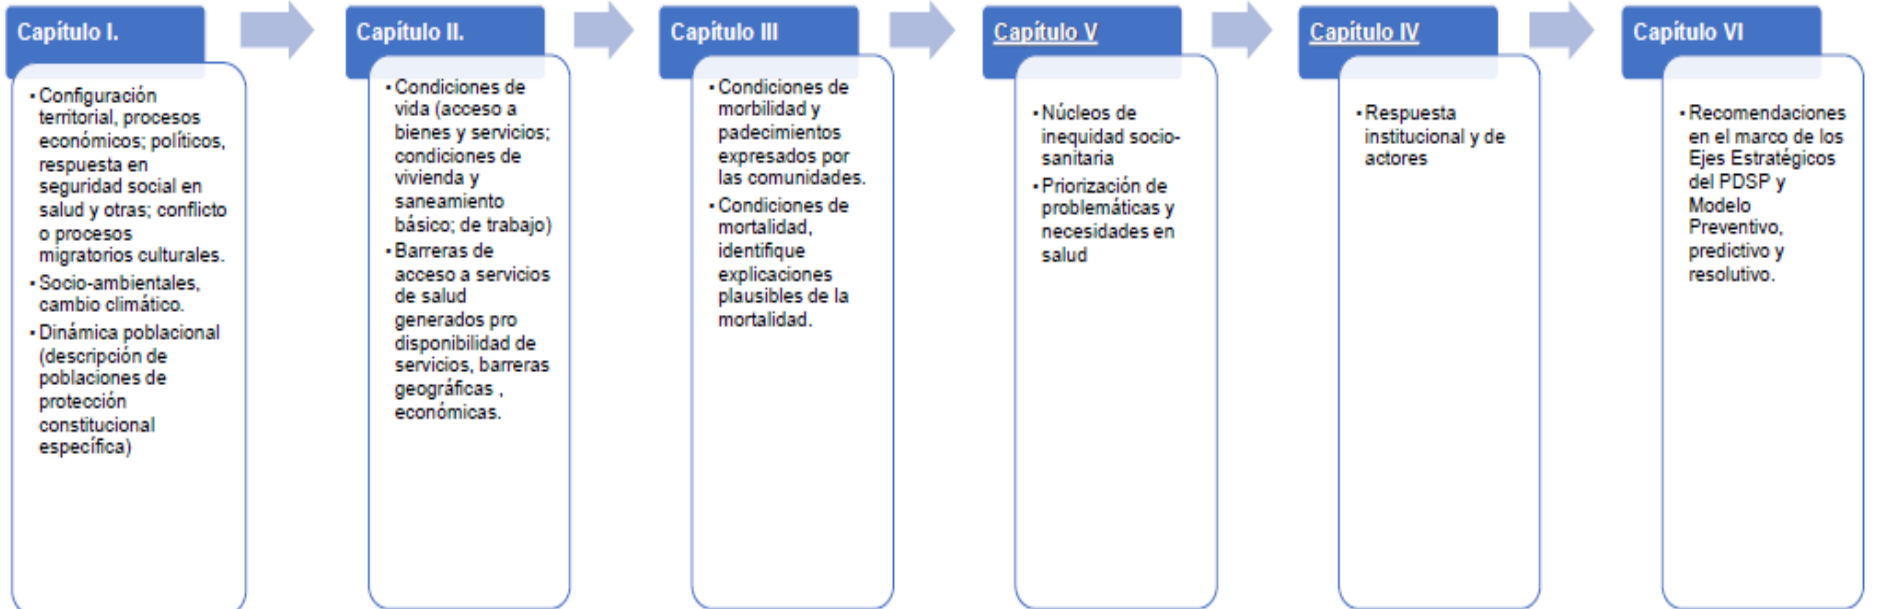 Capítulo I.
• Configuración
territorial, procesos
económicos; políticos,
respuesta en
seguridad social en
salud y otras; conflicto
o procesos
migratorios culturales.
• Socio-ambientales,
cambio climático.
• Dinámica poblacional
(descripción de
poblaciones de
protección
constitucional
específica)
Capítulo II.
• Condiciones de
vida (acceso a
bienes y servicios;
condiciones de
vivienda y
saneamiento
básico; de trabajo)
• Barreras de
acceso a servicios
de salud
generados pro
disponibilidad de
servicios, barreras
geográficas ,
económicas.
Capítulo III
• Condiciones de
morbilidad y
padecimientos
expresados por
las comunidades.
• Condiciones de
mortalidad,
identifique
explicaciones
plausibles de la
mortalidad.
Capítulo V
• Núcleos de
inequidad socio-
sanitaria
• Priorización de
problemáticas y
necesidades en
salud
Capítulo IV
• Respuesta
institucional y de
actores
Capítulo VI
• Recomendaciones
en el marco de los
Ejes Estratégicos
del PDSP y
Modelo
Preventivo,
predictivo y
resolutivo.